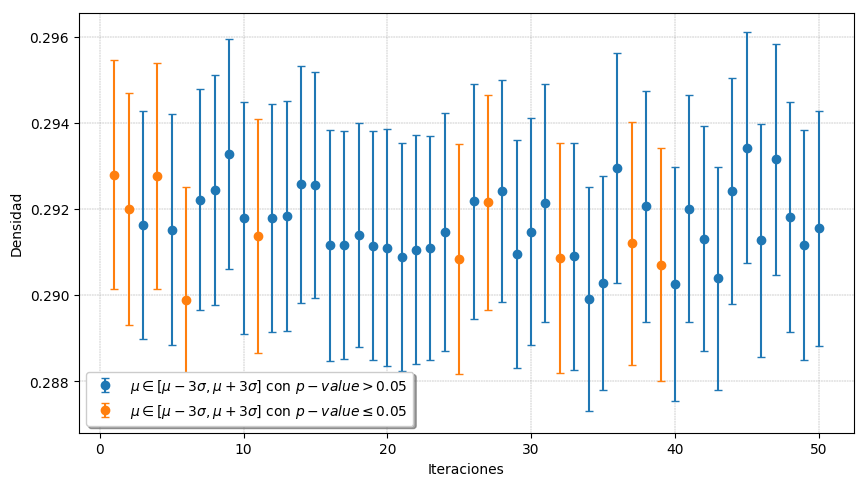 0.296
0.294
0.292
0.290
0.288
Densidad
0 10 20 30 40 50
Iteraciones
μ ∈ [μ − 3σ, μ + 3σ] con p − value > 0.05
μ ∈ [μ − 3σ, μ + 3σ] con p − value ≤ 0.05